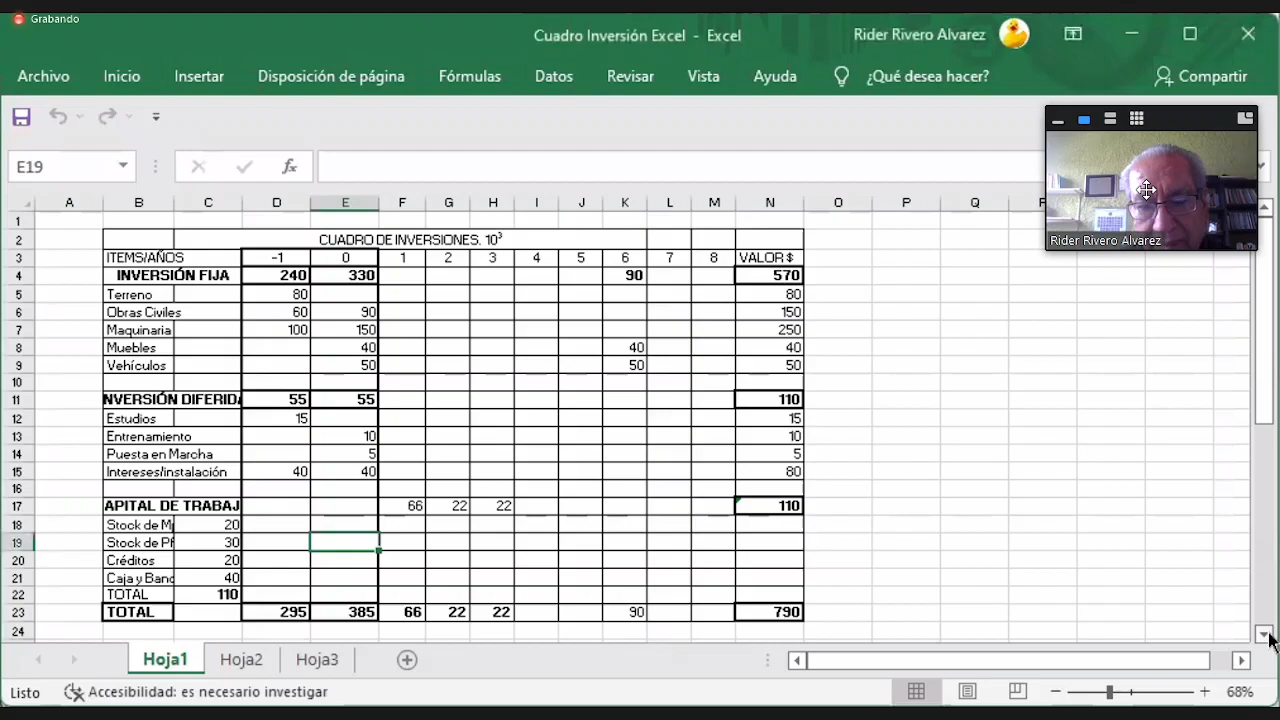 Grabando
Cuadro Inversión Excel - Excel
Rider Rivero Alvarez
Archivo Inicio Insertar Disposición de página Fórmulas Datos Revisar Vista Ayuda ¿Qué desea hacer? Compartir
E19 fx
Rider Rivero Alvarez
A B C D E F G H I J K L M N O P Q
1
2 CUADRO DE INVERSIONES. 10³
3 ITEMS/AÑOS -1 0 1 2 3 4 5 6 7 8 VALOR $
4 INVERSIÓN FIJA 240 330 90 570
5 Terreno 80 80
6 Obras Civiles 60 90 150
7 Maquinaria 100 150 250
8 Muebles 40 40 40
9 Vehículos 50 50 50
10
11 NVERSIÓN DIFERIDA 55 55 110
12 Estudios 15 15
13 Entrenamiento 10 10
14 Puesta en Marcha 5 5
15 Intereses/instalación 40 40 80
16
17 APITAL DE TRABAJ 66 22 22 110
18 Stock de M 20
19 Stock de P 30
20 Créditos 20
21 Caja y Banc 40
22 TOTAL 110
23 TOTAL 295 385 66 22 22 90 790
24
Hoja1 Hoja2 Hoja3
Listo Accesibilidad: es necesario investigar 68%